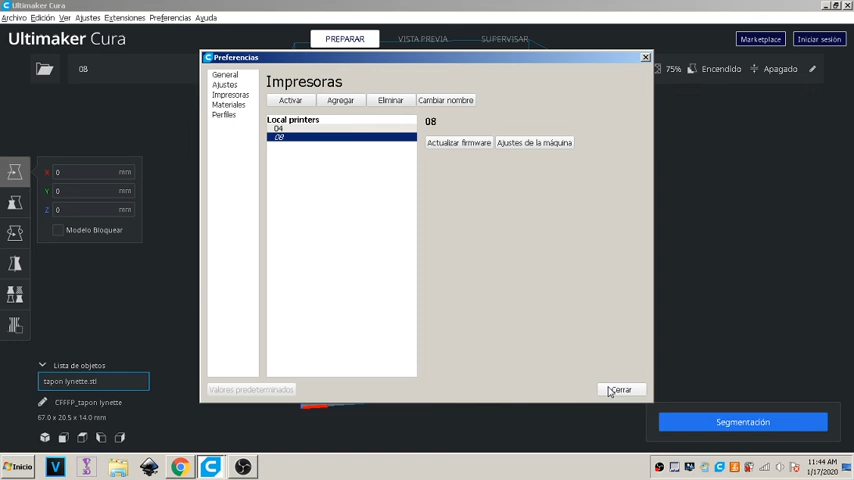 Ultimaker Cura
Archivo Edición Ver Ajustes Extensiones Preferencias Ayuda
Ultimaker Cura
PREPARAR
VISTA PREVIA
SUPERVISAR
Marketplace
Iniciar sesión
08
75%
Encendido
Apagado
Preferencias
General
Ajustes
Impresoras
Materiales
Perfiles
Impresoras
Activar
Agregar
Eliminar
Cambiar nombre
Local printers
04
08
08
Actualizar firmware
Ajustes de la máquina
Valores predeterminados
Cerrar
X 0 mm
Y 0 mm
Z 0 mm
Modelo Bloquear
Lista de objetos
tapon lynette.stl
CFFFP_tapon lynette
67.0 x 20.5 x 14.0 mm
Segmentación
Inicio
11:44 AM
1/17/2020